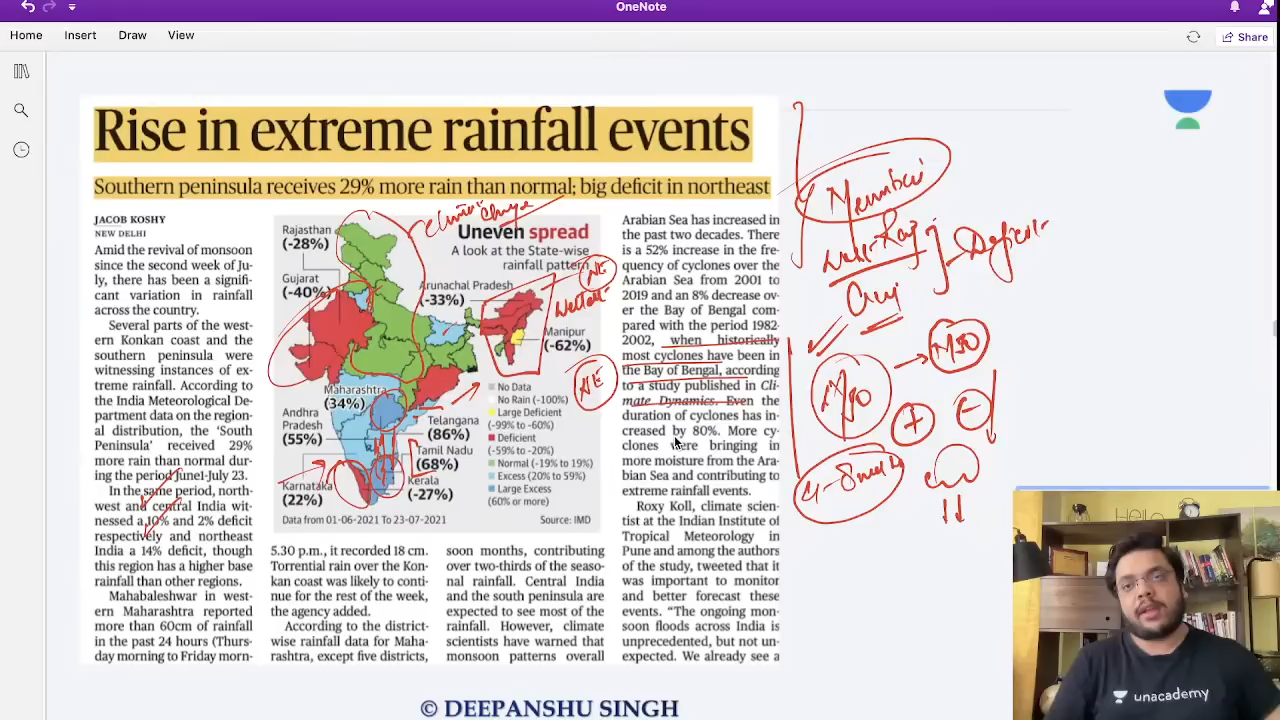 OneNote
Home Insert Draw View
Share
Rise in extreme rainfall events
Southern peninsula receives 29% more rain than normal; big deficit in northeast
JACOB KOSHY
NEW DELHI
Amid the revival of monsoon
since the second week of Ju-
ly, there has been a signifi-
cant variation in rainfall
across the country.
Several parts of the west-
ern Konkan coast and the
southern peninsula were
witnessing instances of ex-
treme rainfall. According to
the India Meteorological De-
partment data on the region-
al distribution, the 'South
Peninsula' received 29%
more rain than normal dur-
ing the period June1-July 23.
In the same period, north-
west and central India wit-
nessed a 10% and 2% deficit
respectively and northeast
India a 14% deficit, though
this region has a higher base
rainfall than other regions.
Mahabaleshwar in west-
ern Maharashtra reported
more than 60cm of rainfall
in the past 24 hours (Thurs-
day morning to Friday morn-
Uneven spread
A look at the State-wise
rainfall pattern
Rajasthan
(-28%)
Gujarat
(-40%)
Arunachal Pradesh
(-33%)
Manipur
(-62%)
Maharashtra
(34%)
Andhra
Pradesh
(55%)
Telangana
(86%)
Tamil Nadu
(68%)
Kerala
(-27%)
Karnataka
(22%)
No Data
No Rain (-100%)
Large Deficient
(-99% to -60%)
Deficient
(-59% to -20%)
Normal (-19% to 19%)
Excess (20% to 59%)
Large Excess
(60% or more)
Data from 01-06-2021 To 23-07-2021
Source: IMD
climate change
NE
NE
5.30 p.m., it recorded 18 cm.
Torrential rain over the Kon-
kan coast was likely to conti-
nue for the rest of the week,
the agency added.
According to the district-
wise rainfall data for Maha-
rashtra, except five districts,
soon months, contributing
over two-thirds of the seaso-
nal rainfall. Central India
and the south peninsula are
expected to see most of the
rainfall. However, climate
scientists have warned that
monsoon patterns overall
Arabian Sea has increased in
the past two decades. There
is a 52% increase in the fre-
quency of cyclones over the
Arabian Sea from 2001 to
2019 and an 8% decrease ov-
er the Bay of Bengal com-
pared with the period 1982-
2002, when historically
most cyclones have been in
the Bay of Bengal, according
to a study published in Cli-
mate Dynamics. Even the
duration of cyclones has in-
creased by 80%. More cy-
clones were bringing in
more moisture from the Ara-
bian Sea and contributing to
extreme rainfall events.
Roxy Koll, climate scien-
tist at the Indian Institute of
Tropical Meteorology in
Pune and among the authors
of the study, tweeted that it
was important to monitor
and better forecast these
events. "The ongoing mon-
soon floods across India is
unprecedented, but not un-
expected. We already see a
Mumbai
Deficit
Guj
+
-
HELLO
unacademy
© DEEPANSHU SINGH